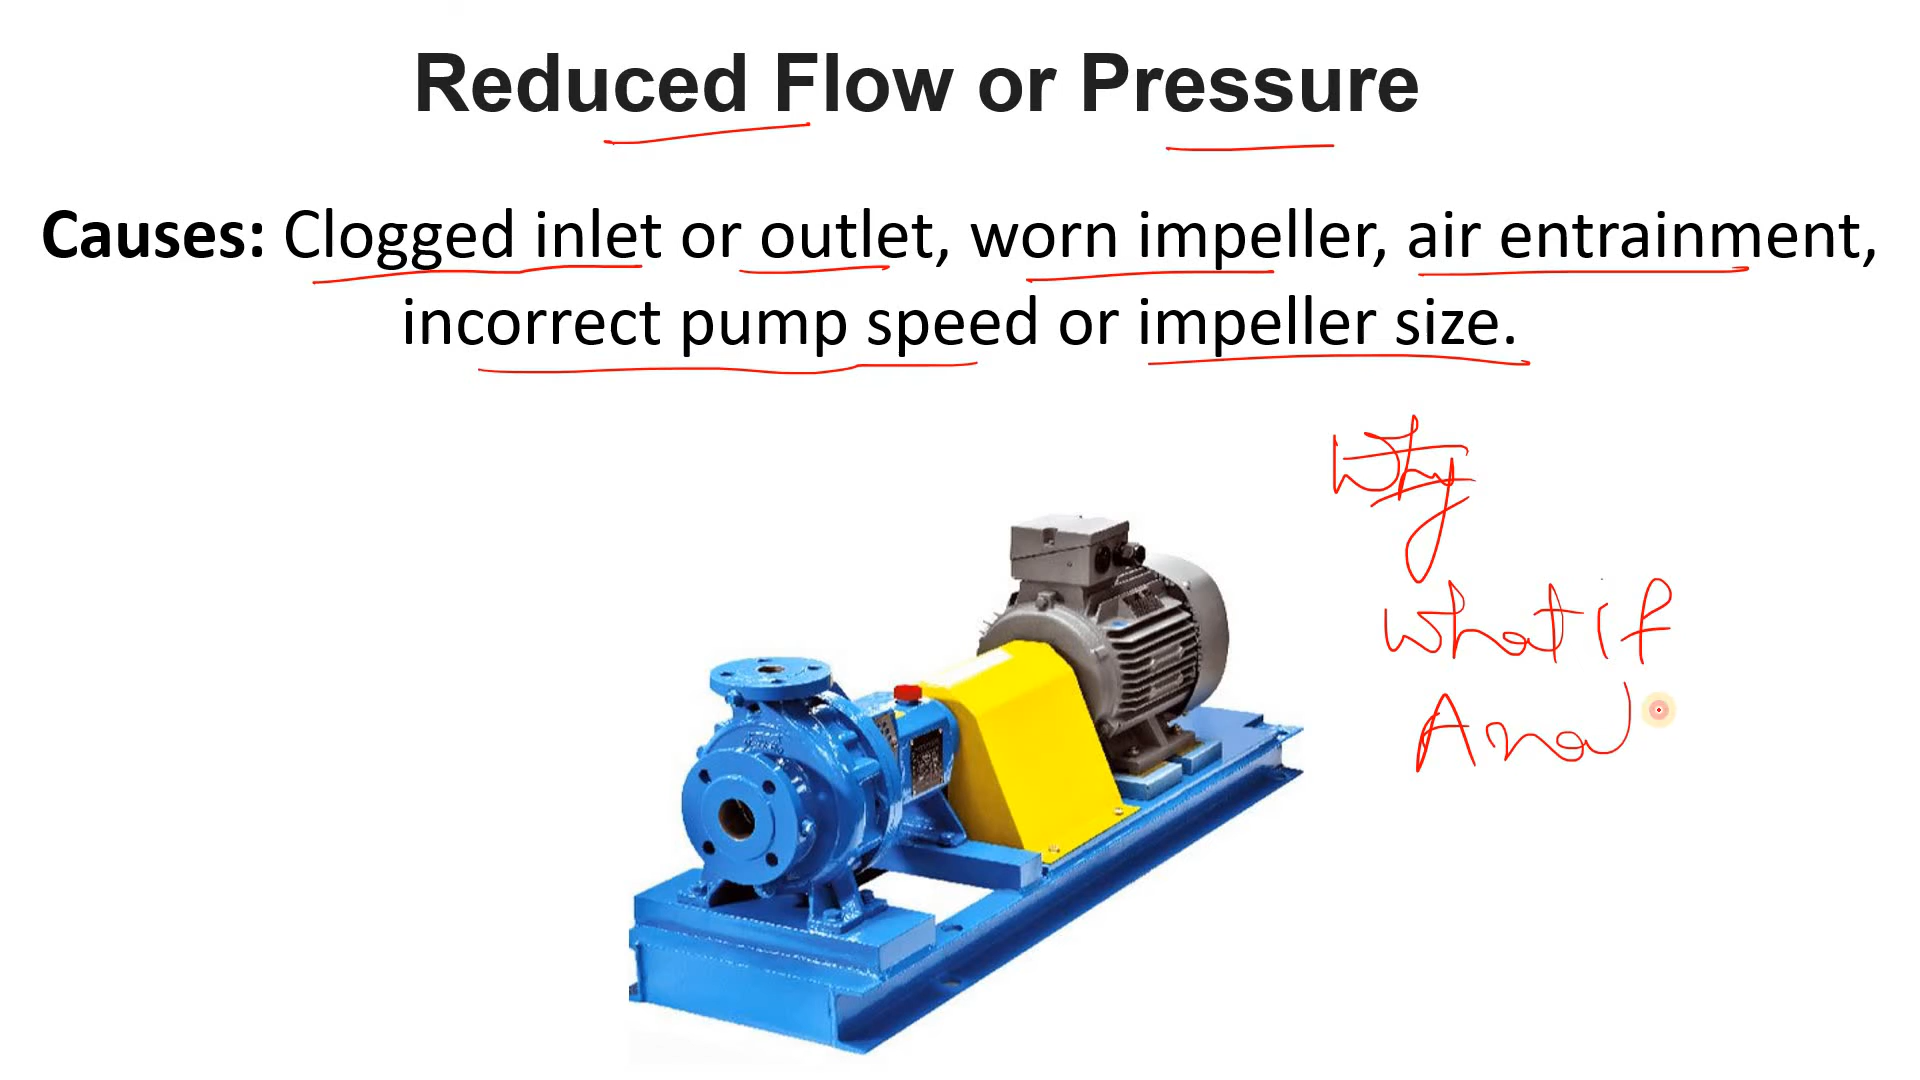 Reduced Flow or Pressure
Causes: Clogged inlet or outlet, worn impeller, air entrainment,
incorrect pump speed or impeller size.
Why
What if
Anal